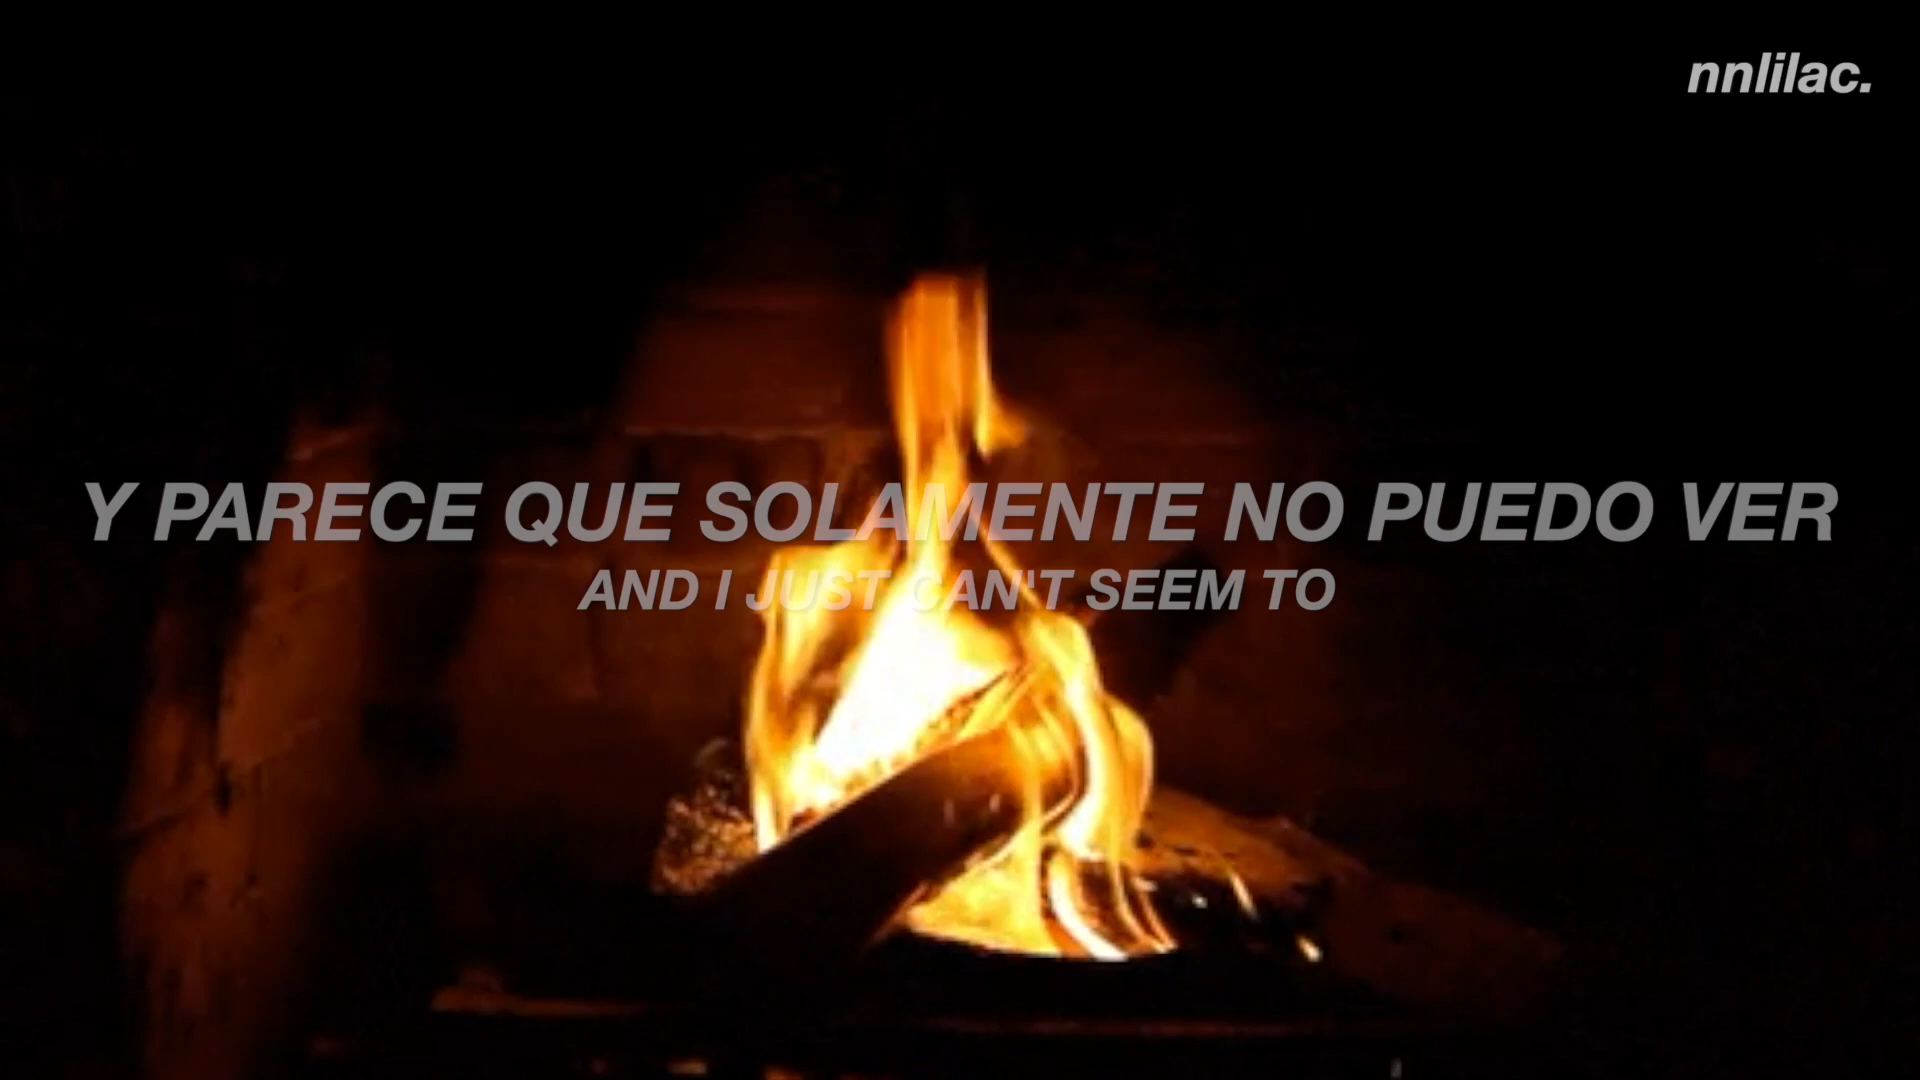 nnlilac.
Y PARECE QUE SOLAMENTE NO PUEDO VER
AND I JUST CAN'T SEEM TO